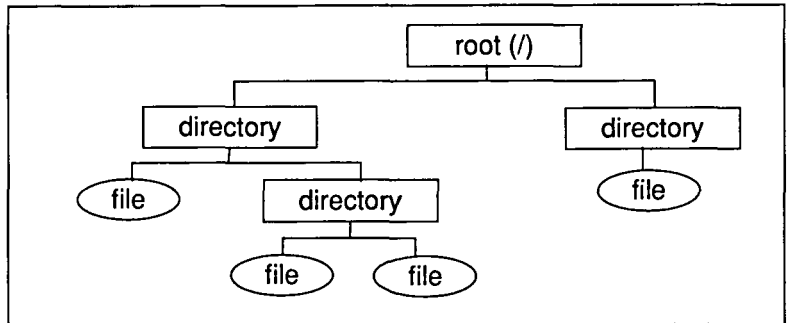 root (/)
directory directory
file directory file
file file